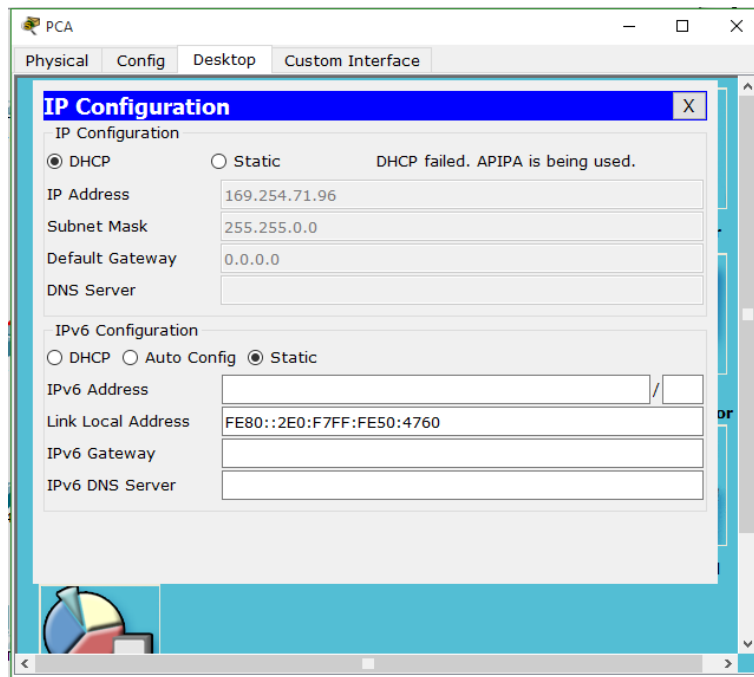 PCA
Physical Config Desktop Custom Interface
IP Configuration X
IP Configuration
DHCP Static DHCP failed. APIPA is being used.
IP Address 169.254.71.96
Subnet Mask 255.255.0.0
Default Gateway 0.0.0.0
DNS Server
IPv6 Configuration
DHCP Auto Config Static
IPv6 Address /
Link Local Address FE80::2E0:F7FF:FE50:4760
IPv6 Gateway
IPv6 DNS Server
or